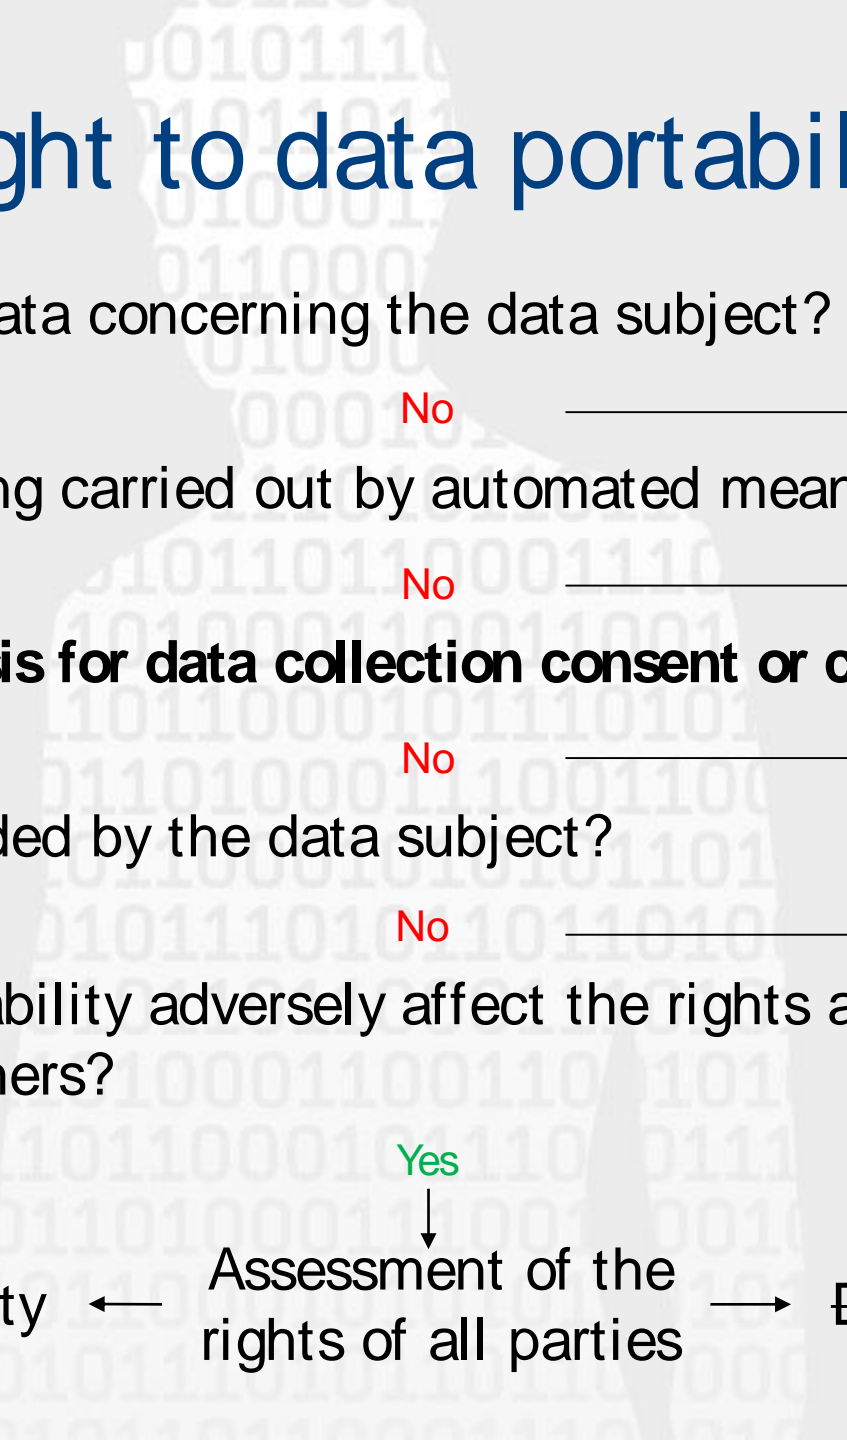 ght to data portabil
ata concerning the data subject?
No
ng carried out by automated mean
No
is for data collection consent or c
No
ded by the data subject?
No
ability adversely affect the rights a
ners?
Yes
Assessment of the
ty
rights of all parties